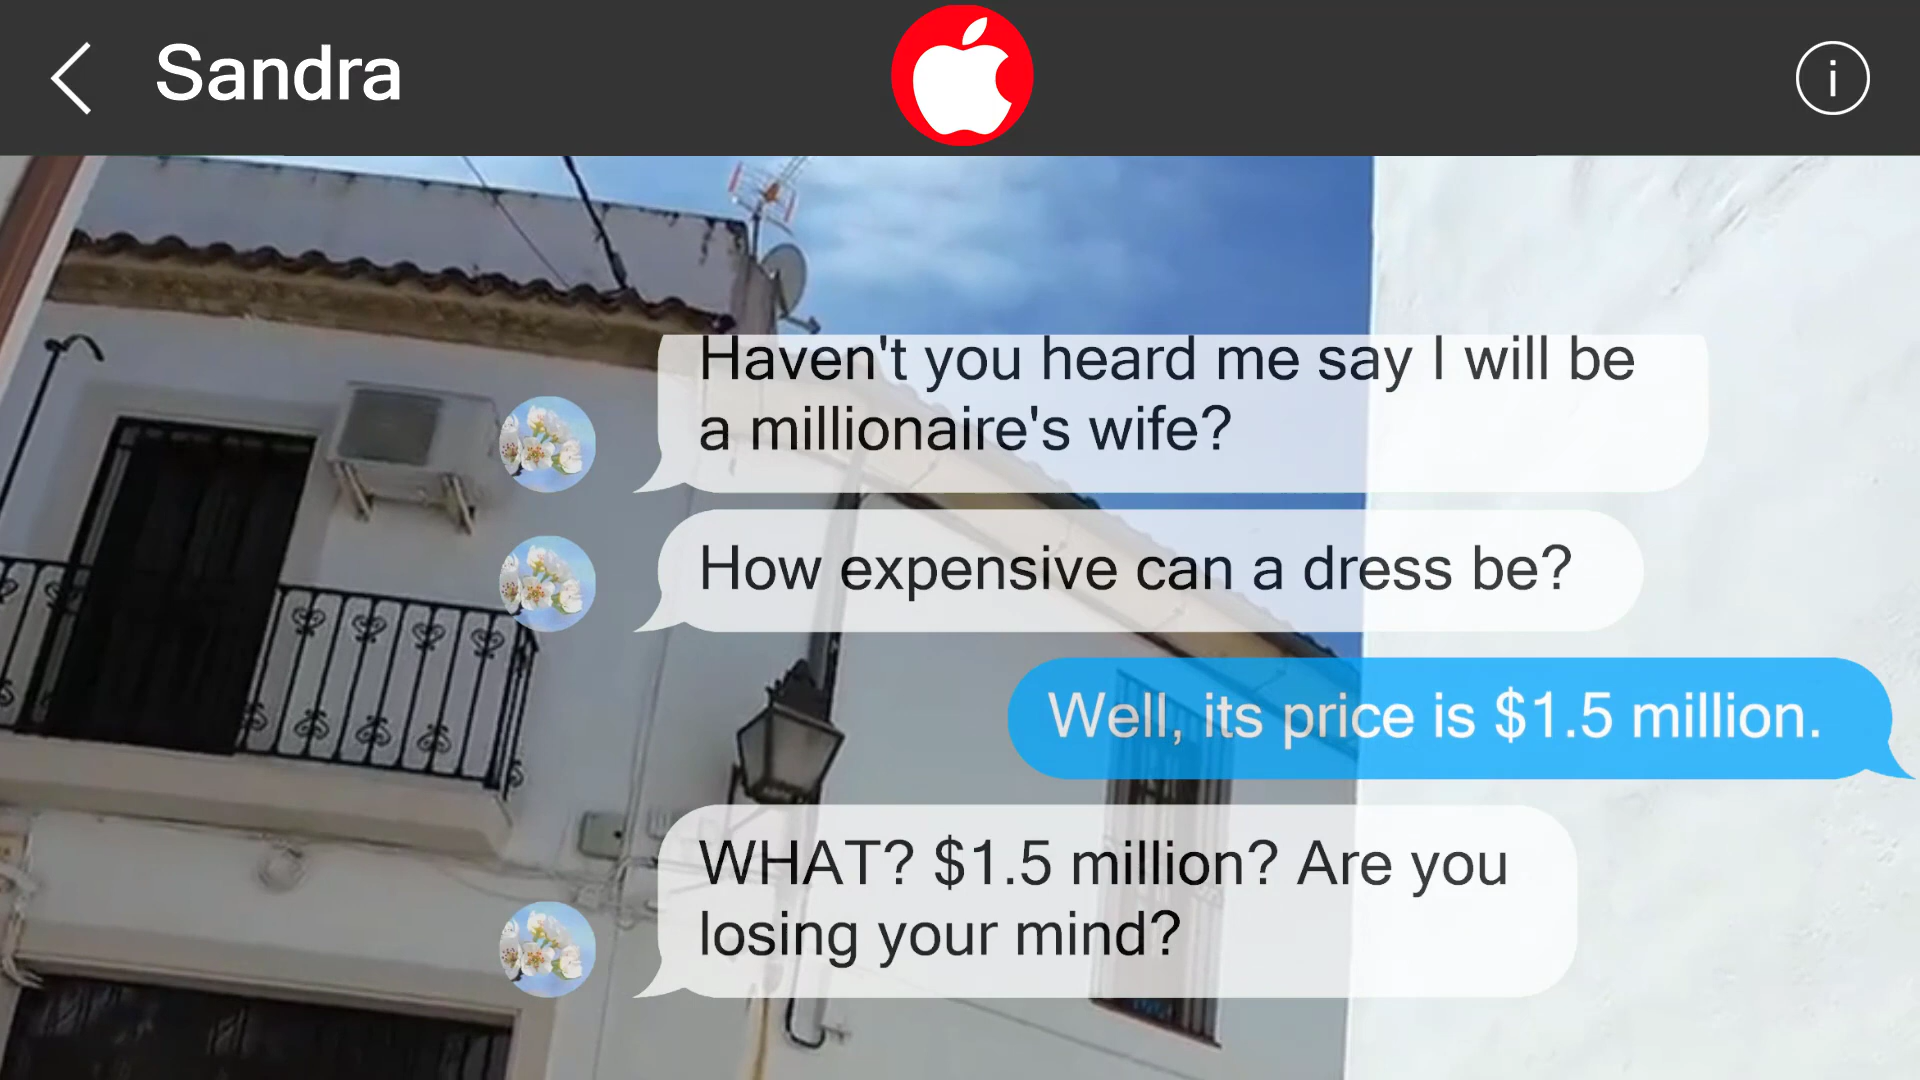 Sandra
i
Haven't you heard me say I will be
a millionaire's wife?
How expensive can a dress be?
Well, its price is $1.5 million.
WHAT? $1.5 million? Are you
losing your mind?